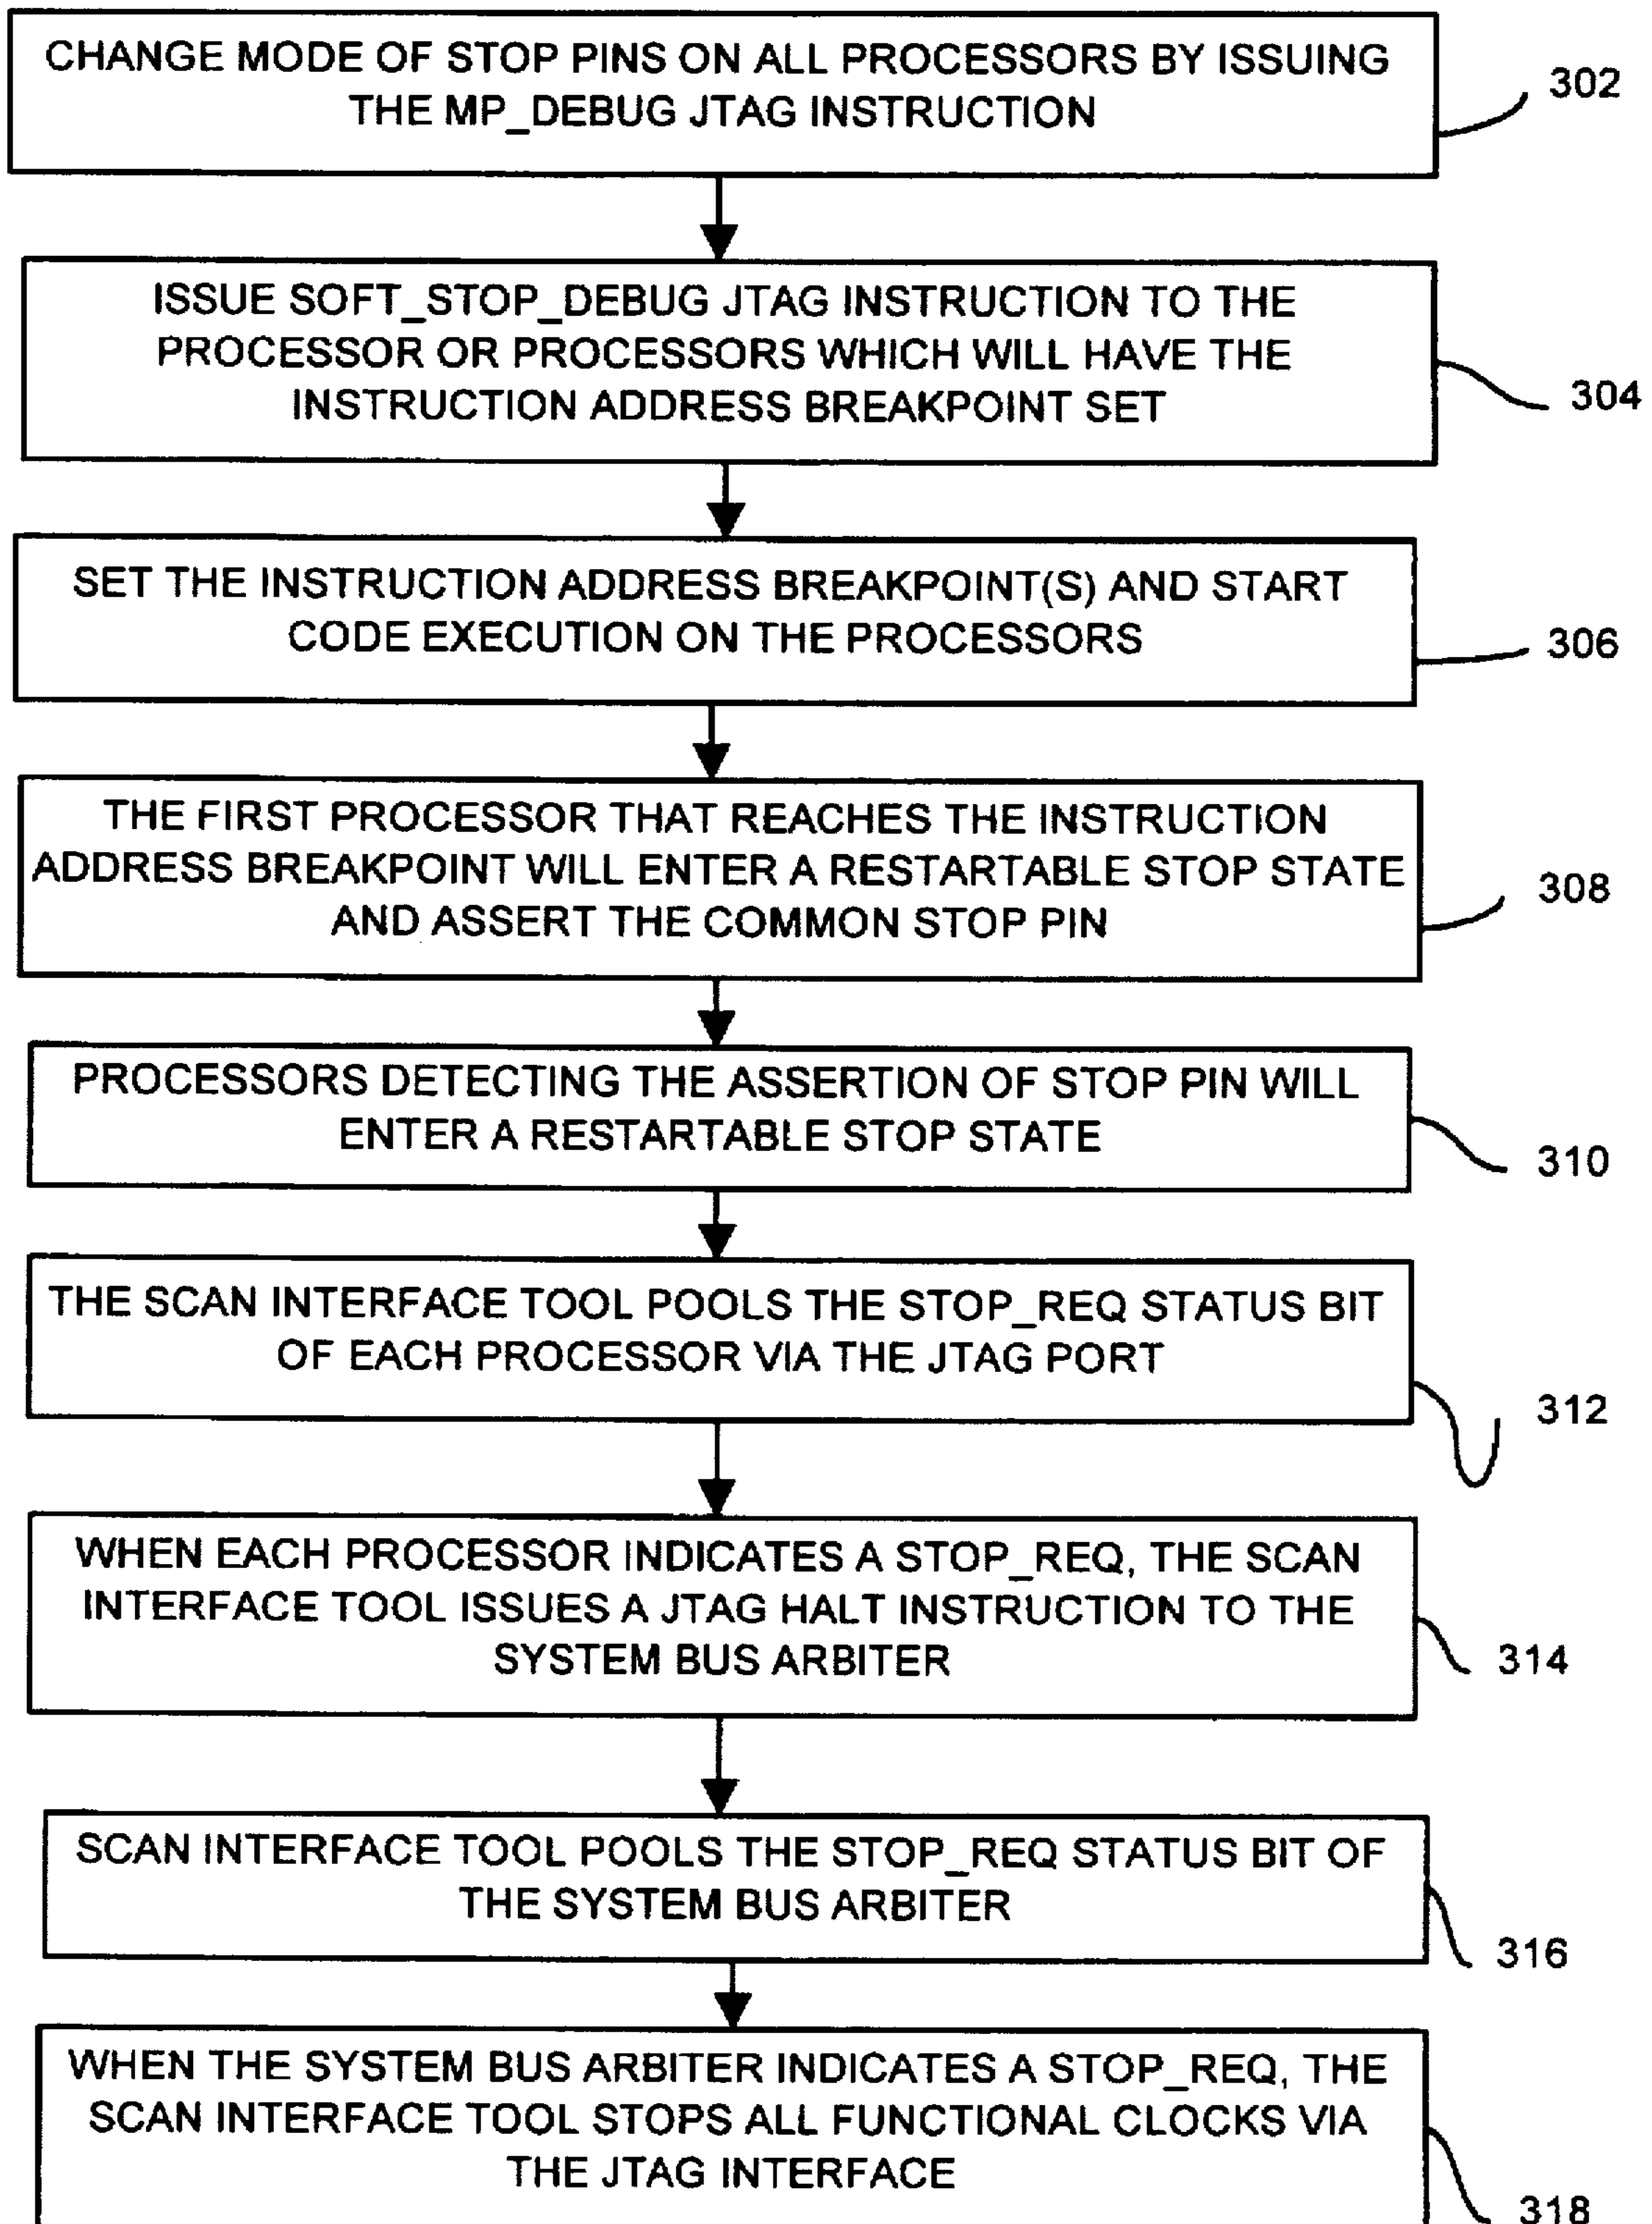 CHANGE MODE OF STOP PINS ON ALL PROCESSORS BY ISSUING
THE MP_DEBUG JTAG INSTRUCTION
302
ISSUE SOFT_STOP_DEBUG JTAG INSTRUCTION TO THE
PROCESSOR OR PROCESSORS WHICH WILL HAVE THE
INSTRUCTION ADDRESS BREAKPOINT SET
304
SET THE INSTRUCTION ADDRESS BREAKPOINT(S) AND START
CODE EXECUTION ON THE PROCESSORS
306
THE FIRST PROCESSOR THAT REACHES THE INSTRUCTION
ADDRESS BREAKPOINT WILL ENTER A RESTARTABLE STOP STATE
AND ASSERT THE COMMON STOP PIN
308
PROCESSORS DETECTING THE ASSERTION OF STOP PIN WILL
ENTER A RESTARTABLE STOP STATE
310
THE SCAN INTERFACE TOOL POOLS THE STOP_REQ STATUS BIT
OF EACH PROCESSOR VIA THE JTAG PORT
312
WHEN EACH PROCESSOR INDICATES A STOP_REQ, THE SCAN
INTERFACE TOOL ISSUES A JTAG HALT INSTRUCTION TO THE
SYSTEM BUS ARBITER
314
SCAN INTERFACE TOOL POOLS THE STOP_REQ STATUS BIT OF
THE SYSTEM BUS ARBITER
316
WHEN THE SYSTEM BUS ARBITER INDICATES A STOP_REQ, THE
SCAN INTERFACE TOOL STOPS ALL FUNCTIONAL CLOCKS VIA
THE JTAG INTERFACE
318